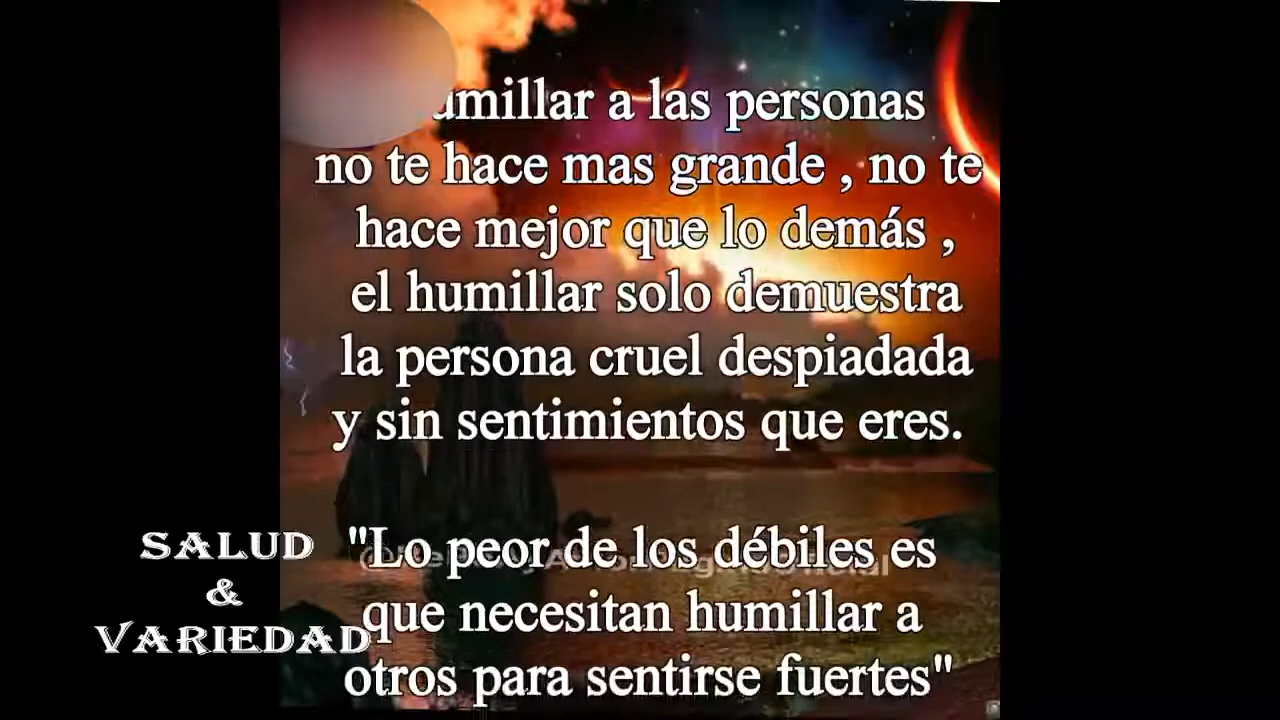 umillar a las personas
no te hace mas grande , no te
hace mejor que lo demás ,
el humillar solo demuestra
la persona cruel despiadada
y sin sentimientos que eres.
"Lo peor de los débiles es
que necesitan humillar a
otros para sentirse fuertes"
SALUD
&
VARIEDAD